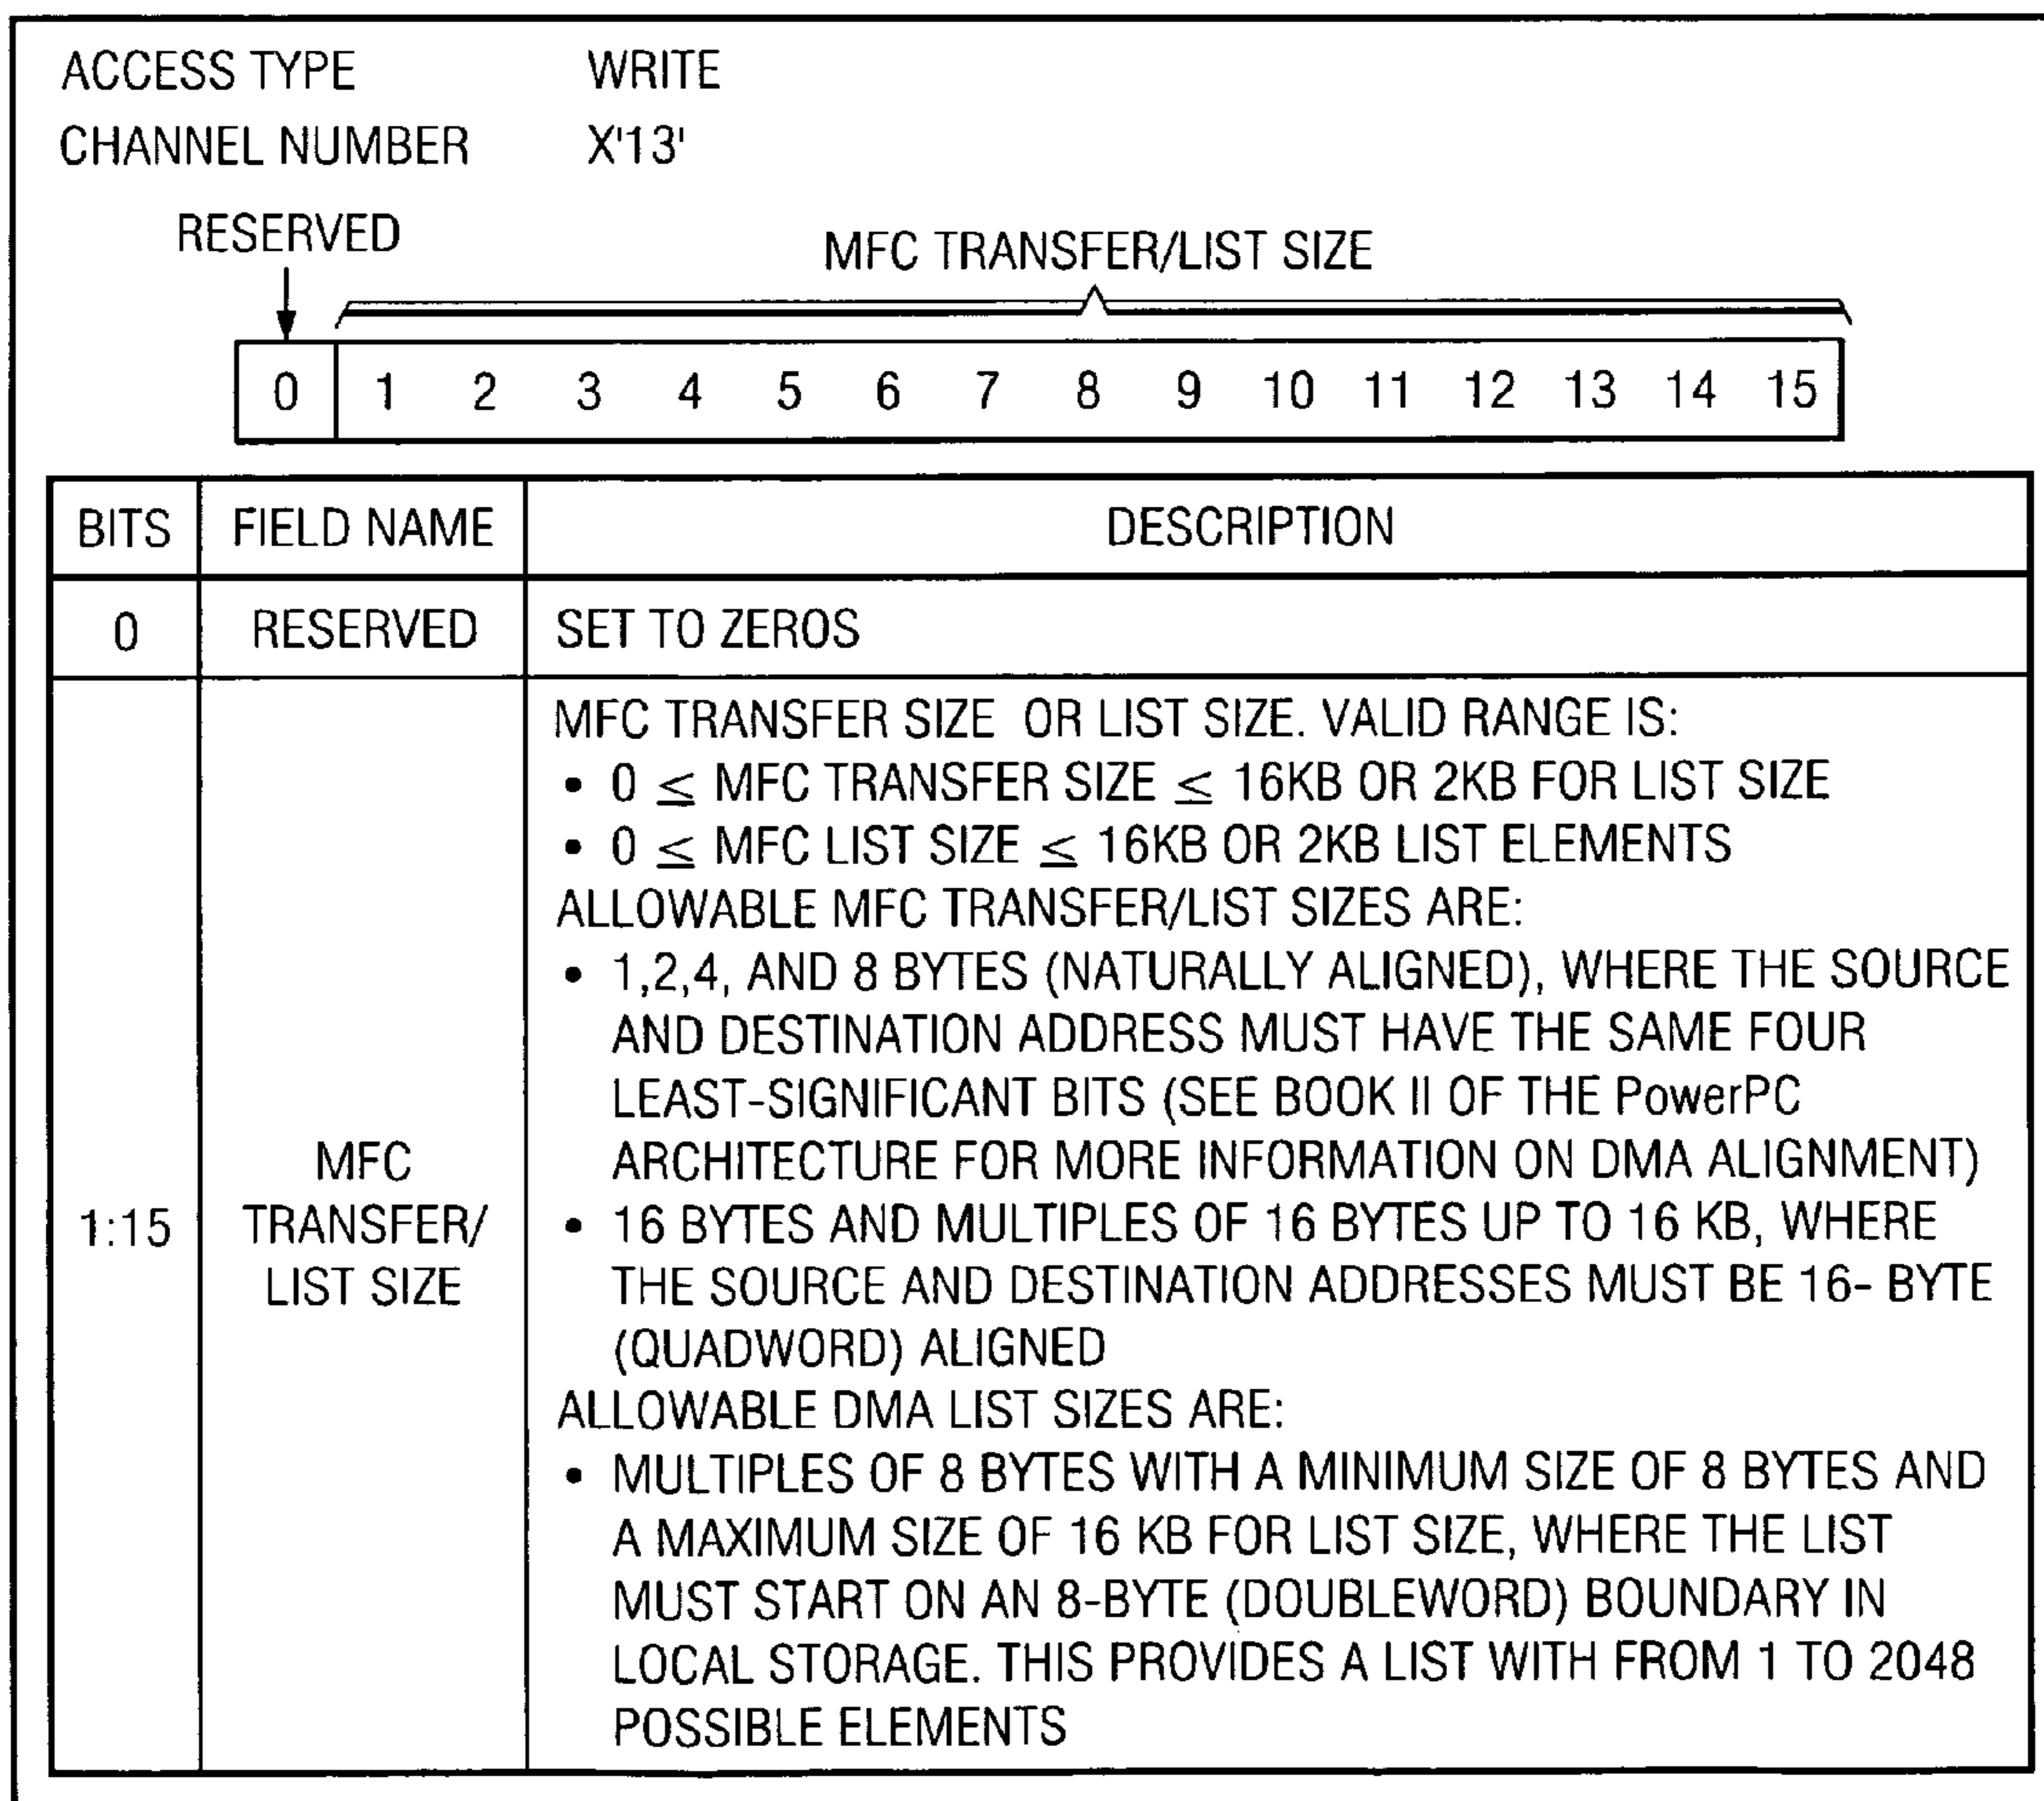 ACCESS TYPE WRITE
CHANNEL NUMBER X'13'
RESERVED
MFC TRANSFER/LIST SIZE
0 1 2 3 4 5 6 7 8 9 10 11 12 13 14 15
BITS FIELD NAME DESCRIPTION
0 RESERVED SET TO ZEROS
1:15 MFC
TRANSFER/
LIST SIZE
MFC TRANSFER SIZE OR LIST SIZE. VALID RANGE IS:
• 0 ≤ MFC TRANSFER SIZE ≤ 16KB OR 2KB FOR LIST SIZE
• 0 ≤ MFC LIST SIZE ≤ 16KB OR 2KB LIST ELEMENTS
ALLOWABLE MFC TRANSFER/LIST SIZES ARE:
• 1,2,4, AND 8 BYTES (NATURALLY ALIGNED), WHERE THE SOURCE
AND DESTINATION ADDRESS MUST HAVE THE SAME FOUR
LEAST-SIGNIFICANT BITS (SEE BOOK II OF THE PowerPC
ARCHITECTURE FOR MORE INFORMATION ON DMA ALIGNMENT)
• 16 BYTES AND MULTIPLES OF 16 BYTES UP TO 16 KB, WHERE
THE SOURCE AND DESTINATION ADDRESSES MUST BE 16- BYTE
(QUADWORD) ALIGNED
ALLOWABLE DMA LIST SIZES ARE:
• MULTIPLES OF 8 BYTES WITH A MINIMUM SIZE OF 8 BYTES AND
A MAXIMUM SIZE OF 16 KB FOR LIST SIZE, WHERE THE LIST
MUST START ON AN 8-BYTE (DOUBLEWORD) BOUNDARY IN
LOCAL STORAGE. THIS PROVIDES A LIST WITH FROM 1 TO 2048
POSSIBLE ELEMENTS